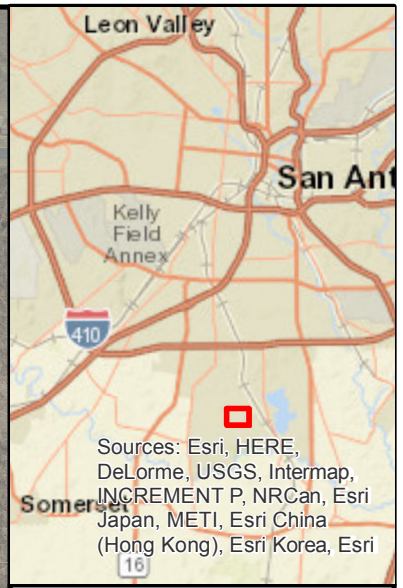 Leon Valley
San Ant
Kelly
Field
Annex
410
Sources: Esri, HERE,
DeLorme, USGS, Intermap,
INCREMENT P, NRCan, Esri
Somerset
Japan, METI, Esri China
(Hong Kong), Esri Korea, Esri
16